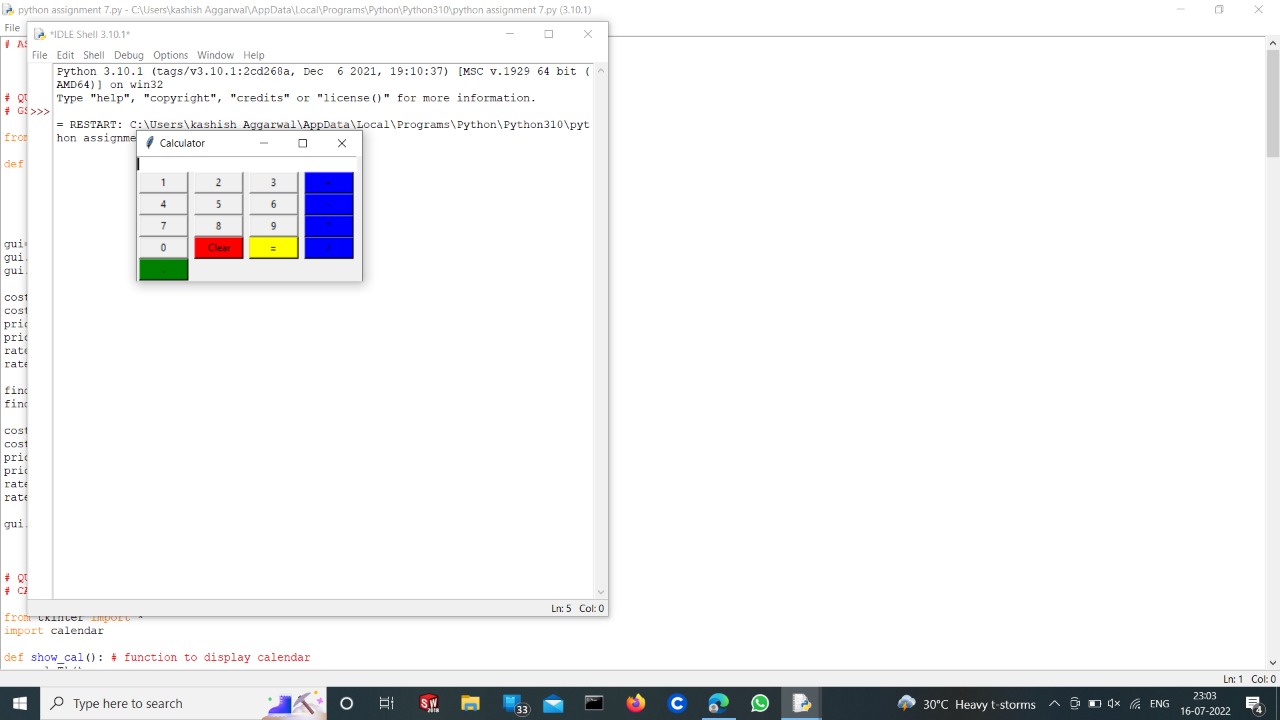 python assignment 7.py - C:\Users\kashish Aggarwal\AppData\Local\Programs\Python\Python310\python assignment 7.py (3.10.1)
File
*IDLE Shell 3.10.1*
File Edit Shell Debug Options Window Help
Python 3.10.1 (tags/v3.10.1:2cd268a, Dec  6 2021, 19:10:37) [MSC v.1929 64 bit (
AMD64)] on win32
Type "help", "copyright", "credits" or "license()" for more information.
>>>
= RESTART: C:\Users\kashish Aggarwal\AppData\Local\Programs\Python\Python310\pyt
hon assignme
Calculator
1 2 3
4 5 6
7 8 9
0 Clear =
Ln: 5 Col: 0
# AS
# QU
# GS
from
def
gui=
gui.
gui.
cost
cost
pric
pric
rate
rate
find
find
cost
cost
pric
pric
rate
rate
gui.
# QU
# CA
from tkinter import *
import calendar
def show_cal(): # function to display calendar
Ln: 1 Col: 0
Type here to search
SW
2018
33
30°C Heavy t-storms
ENG
23:03
16-07-2022
4